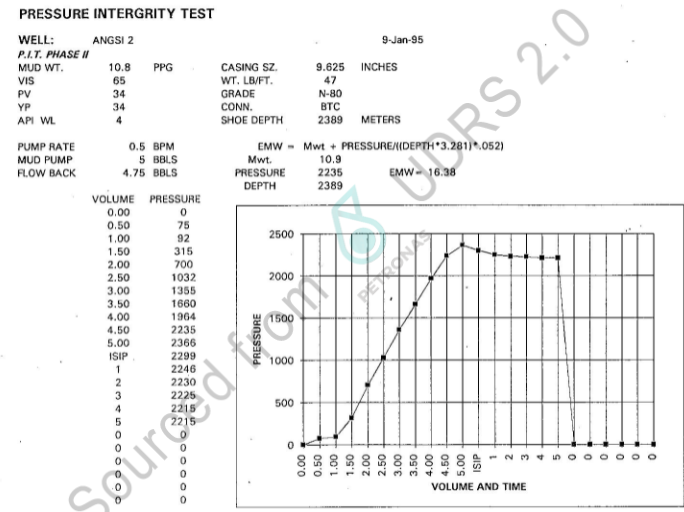 PRESSURE INTERGRITY TEST
WELL: ANGSI 2 9-Jan-95
P.I.T. PHASE II
MUD WT. 10.8 PPG CASING SZ. 9.625 INCHES
VIS 65 WT. LB/FT. 47
PV 34 GRADE N-80
YP 34 CONN. BTC
API WL 4 SHOE DEPTH 2389 METERS
PUMP RATE 0.5 BPM EMW = Mwt + PRESSURE/((DEPTH*3.281)*.052)
MUD PUMP 5 BBLS Mwt. 10.9
FLOW BACK 4.75 BBLS PRESSURE 2235 EMW= 16.38
DEPTH 2389
VOLUME PRESSURE
0.00 0
0.50 75
1.00 92
1.50 315
2.00 700
2.50 1032
3.00 1355
3.50 1660
4.00 1964
4.50 2235
5.00 2366
ISIP 2299
1 2246
2 2230
3 2225
4 2215
5 2215
0 0
0 0
0 0
0 0
0 0
0 0
PRESSURE
2500
2000
1500
1000
500
0
0.00 0.50 1.00 1.50 2.00 2.50 3.00 3.50 4.00 4.50 5.00 ISIP 1 2 3 4 5 0 0 0 0 0 0
VOLUME AND TIME
Sourced from PETRONAS UDRS 2.0